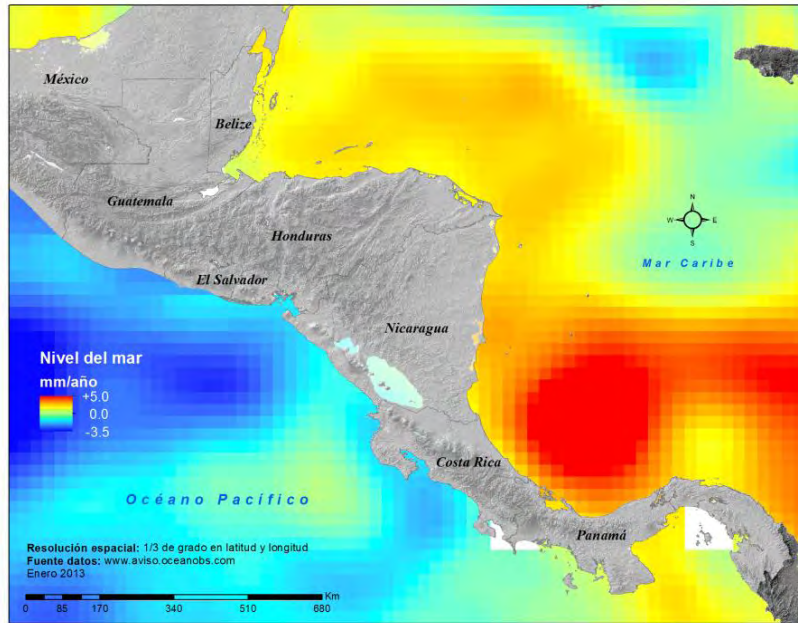 México
Belize
Guatemala
Honduras
El Salvador
Nicaragua
N
W E
S
Mar Caribe
Nivel del mar
mm/año
+5.0
0.0
-3.5
Costa Rica
Océano Pacífico
Panamá
Resolución espacial: 1/3 de grado en latitud y longitud
Fuente datos: www.aviso.oceanobs.com
Enero 2013
Km
0 85 170 340 510 680